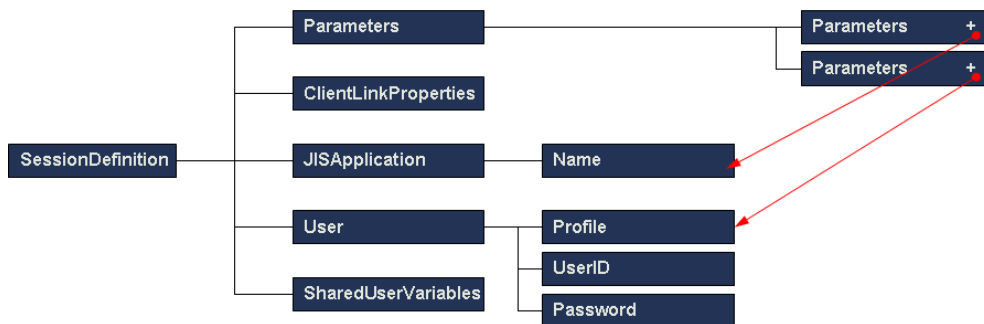 Parameters
Parameters +
Parameters +
ClientLinkProperties
SessionDefinition
JISApplication
Name
User
Profile
UserID
SharedUserVariables
Password